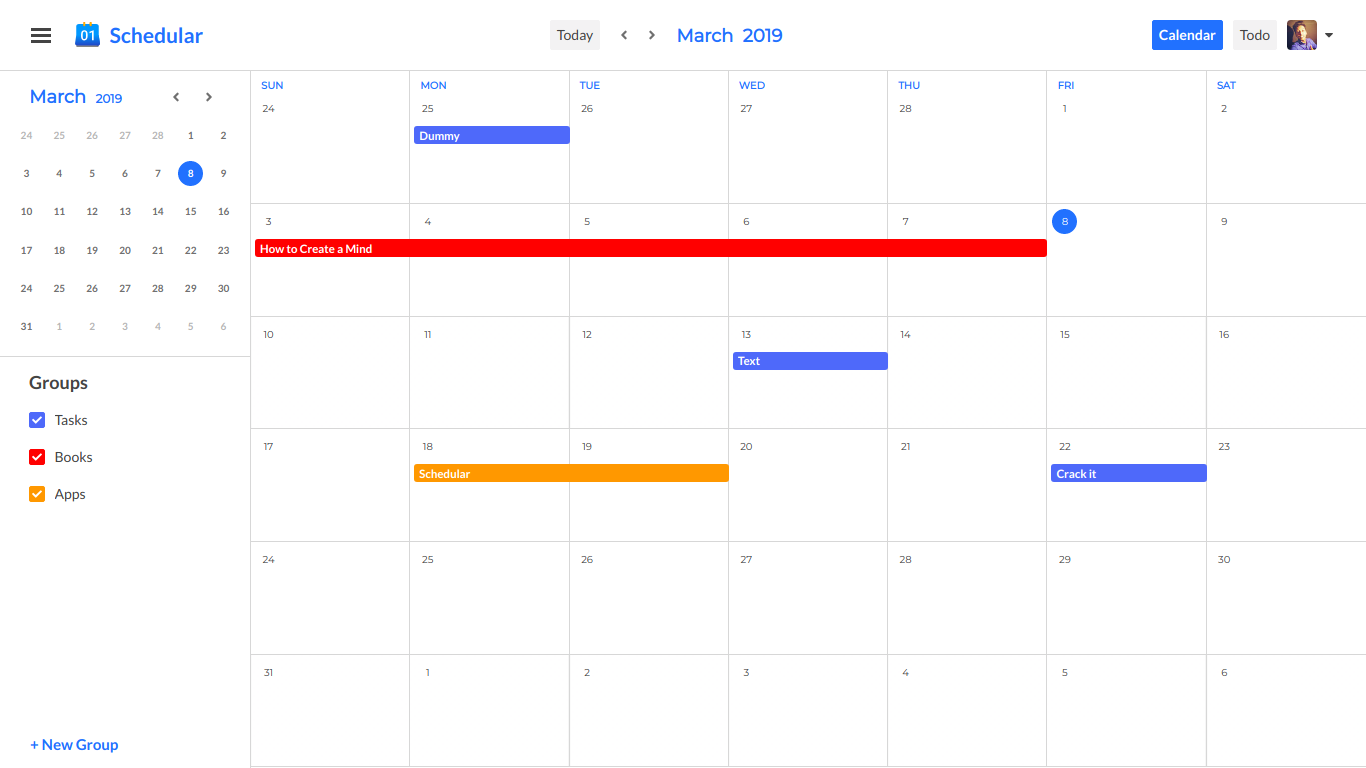 01 Schedular Today March 2019 Calendar Todo
March 2019
24 25 26 27 28 1 2
3 4 5 6 7 8 9
10 11 12 13 14 15 16
17 18 19 20 21 22 23
24 25 26 27 28 29 30
31 1 2 3 4 5 6
Groups
Tasks
Books
Apps
+ New Group
SUN MON TUE WED THU FRI SAT
24 25 26 27 28 1 2
Dummy
3 4 5 6 7 8 9
How to Create a Mind
10 11 12 13 14 15 16
Text
17 18 19 20 21 22 23
Schedular Crack it
24 25 26 27 28 29 30
31 1 2 3 4 5 6